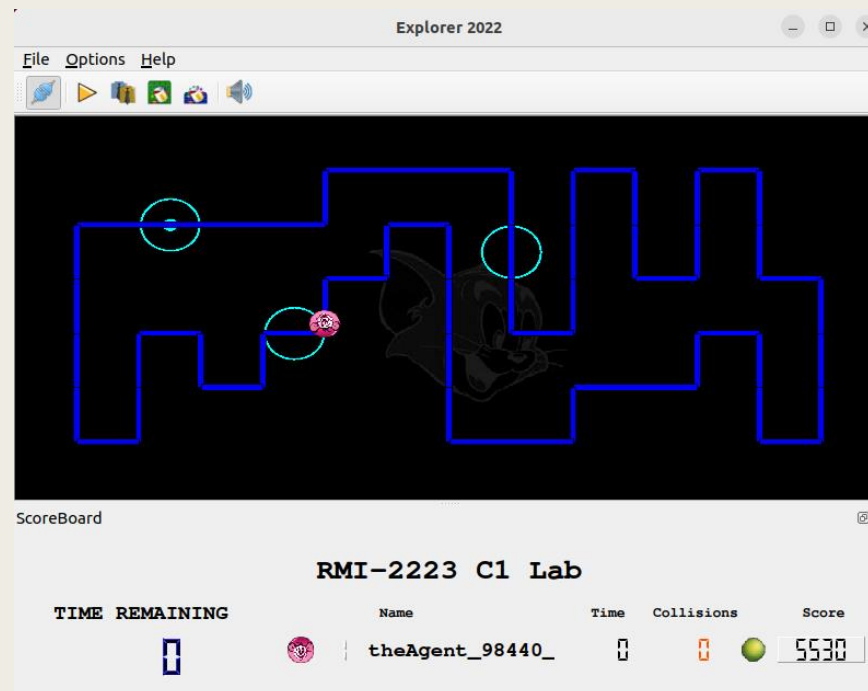 Explorer 2022
File Options Help
ScoreBoard
RMI-2223 C1 Lab
TIME REMAINING Name Time Collisions Score
0 theAgent_98440_ 0 0 5530